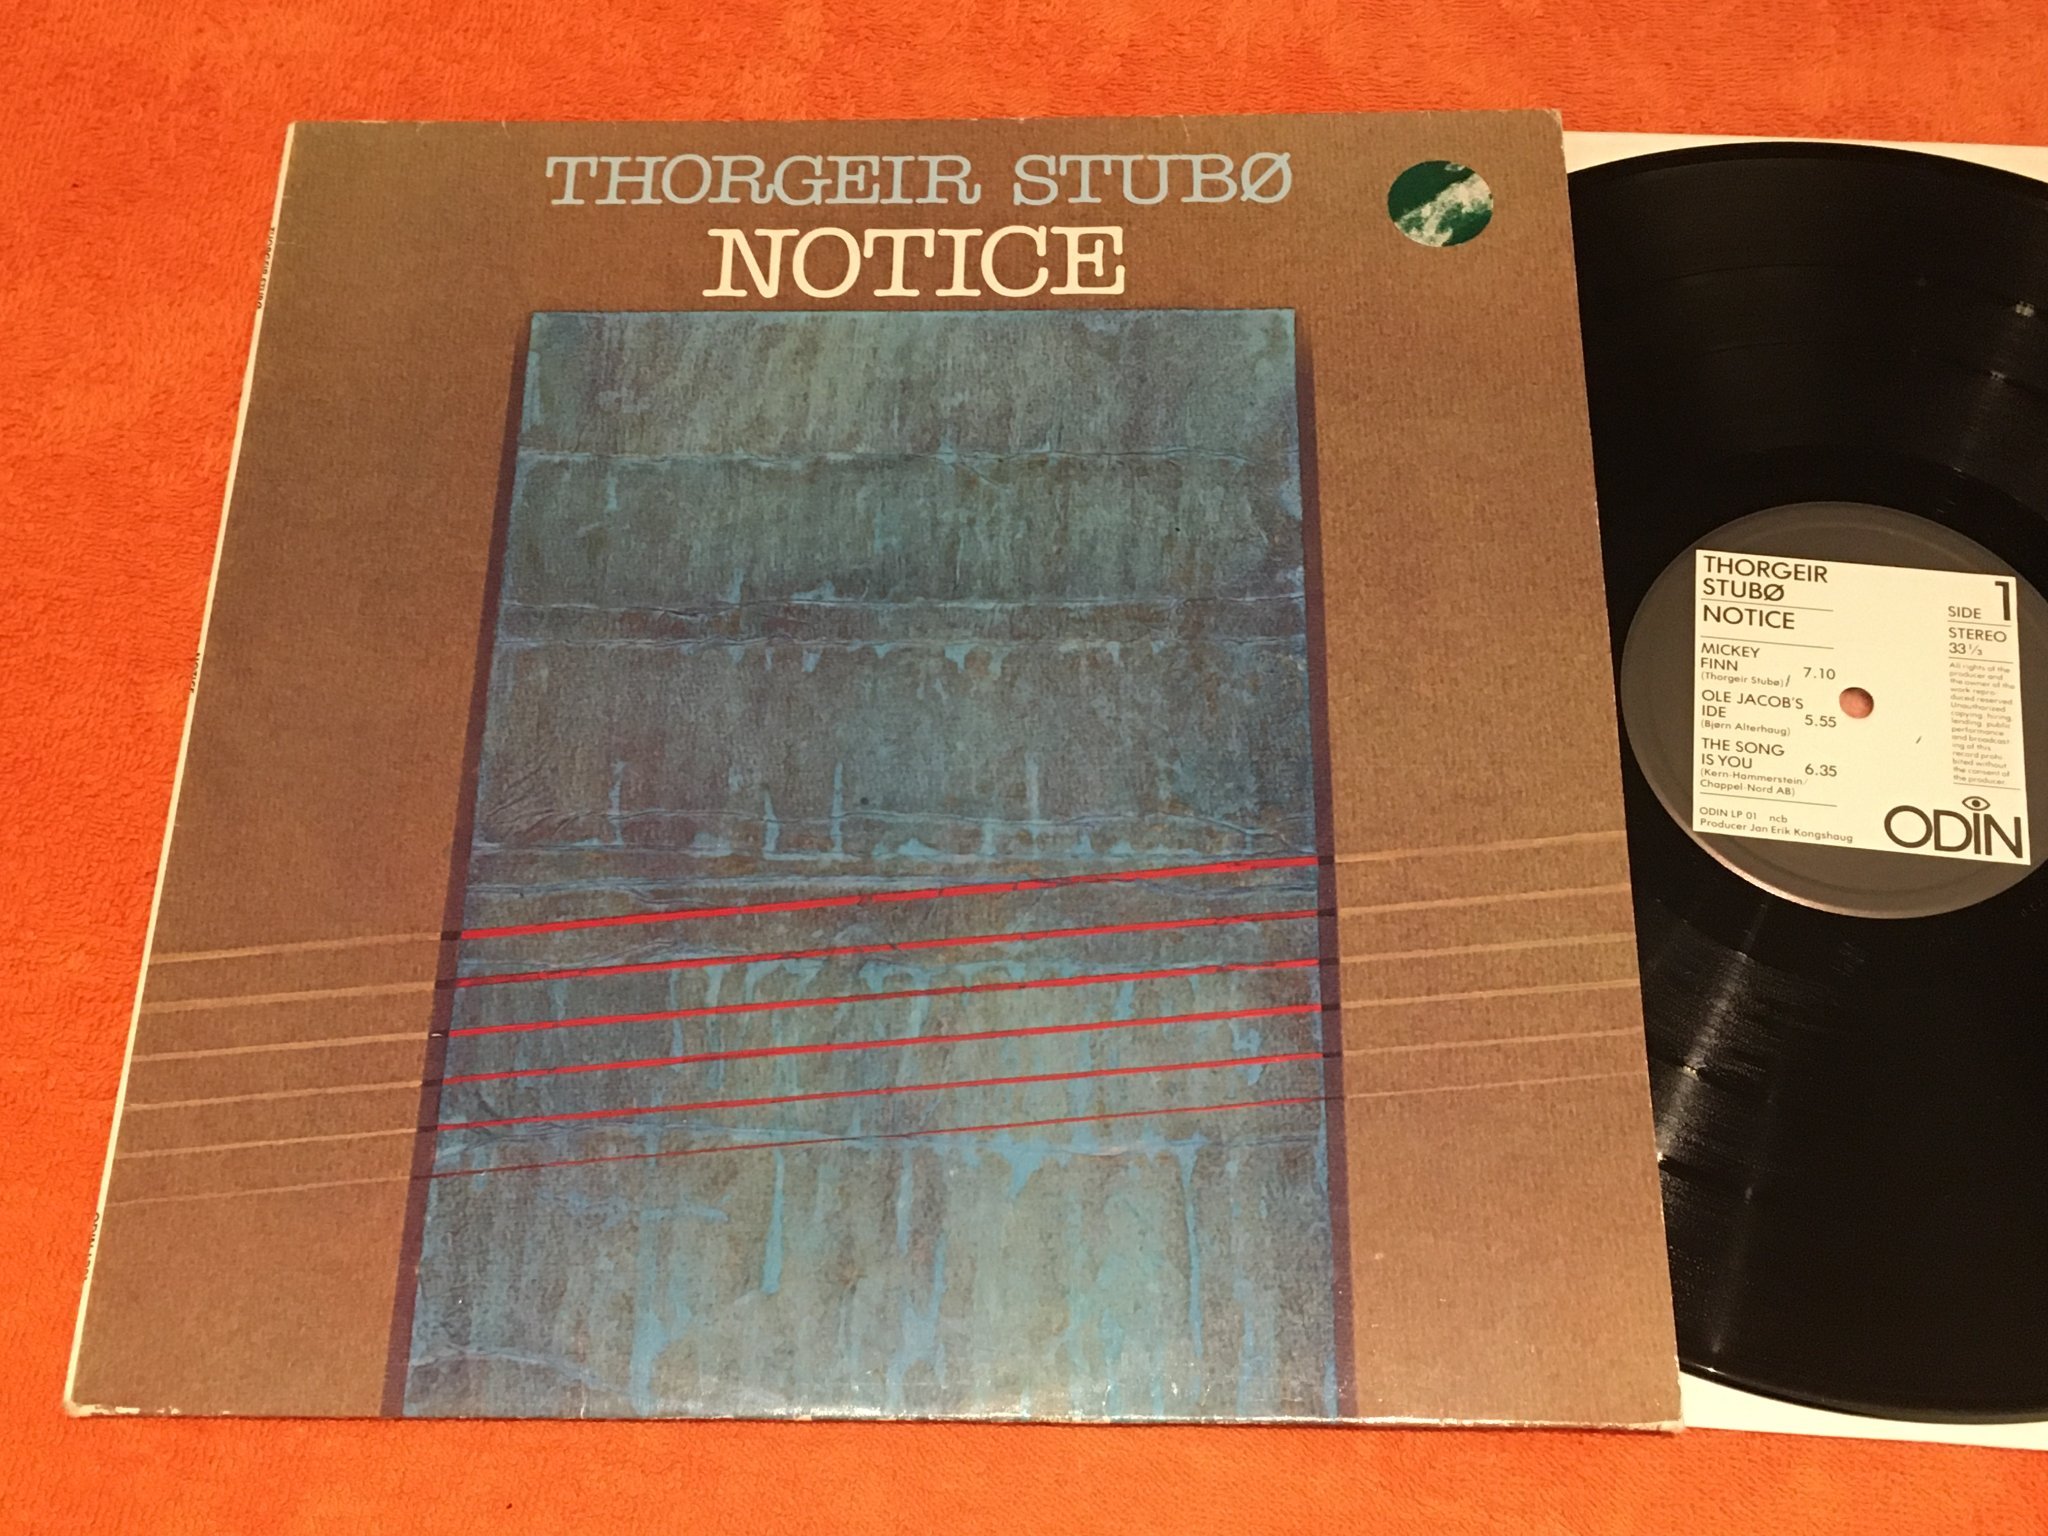 THORGEIR STUBØ
NOTICE
THORGEIR STUBØ
NOTICE
THORGEIR
STUBØ
NOTICE
MICKEY
FINN 7.10
(Thorgeir Stubø)/
OLE JACOB'S
IDE 5.55
(Bjørn Alterhaug)
THE SONG
IS YOU 6.35
(Kern-Hammerstein/
Chappel-Nord AB)
ODIN LP 01 ncb
Producer Jan Erik Kongshaug
SIDE 1
STEREO
33 1/3
All rights of the
producer and
the owner of the
work repro-
duced reserved
Unauthorized
copying, hiring,
lending, public
performance
and broadcast
ing of this
record prohi-
bited without
the consent of
the producer.
ODIN